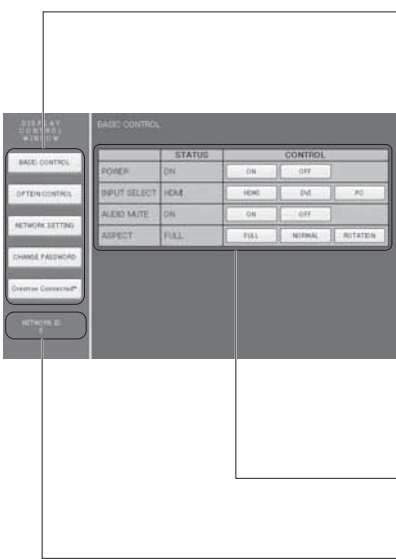 DISPLAY
CONTROL
WINDOW
BASIC CONTROL
OPTION CONTROL
NETWORK SETTING
CHANGE PASSWORD
Crestron Connected™
NETWORK ID
BASIC CONTROL
STATUS CONTROL
POWER ON ON OFF
INPUT SELECT HDMI HDMI DVI PC
AUDIO MUTE ON ON OFF
ASPECT FULL FULL NORMAL ROTATION